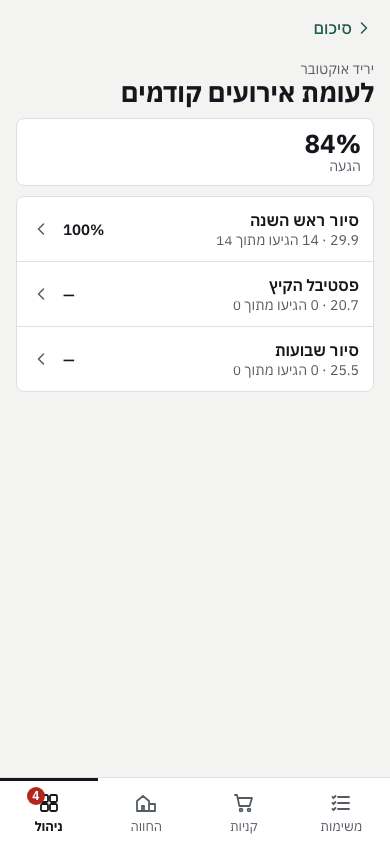 סיכום
יריד אוקטובר
לעומת אירועים קודמים
84%
הגעה
סיור ראש השנה
29.9 · 14 הגיעו מתוך 14
100%
פסטיבל הקיץ
20.7 · 0 הגיעו מתוך 0
—
סיור שבועות
25.5 · 0 הגיעו מתוך 0
—
משימות
קניות
החווה
4
ניהול